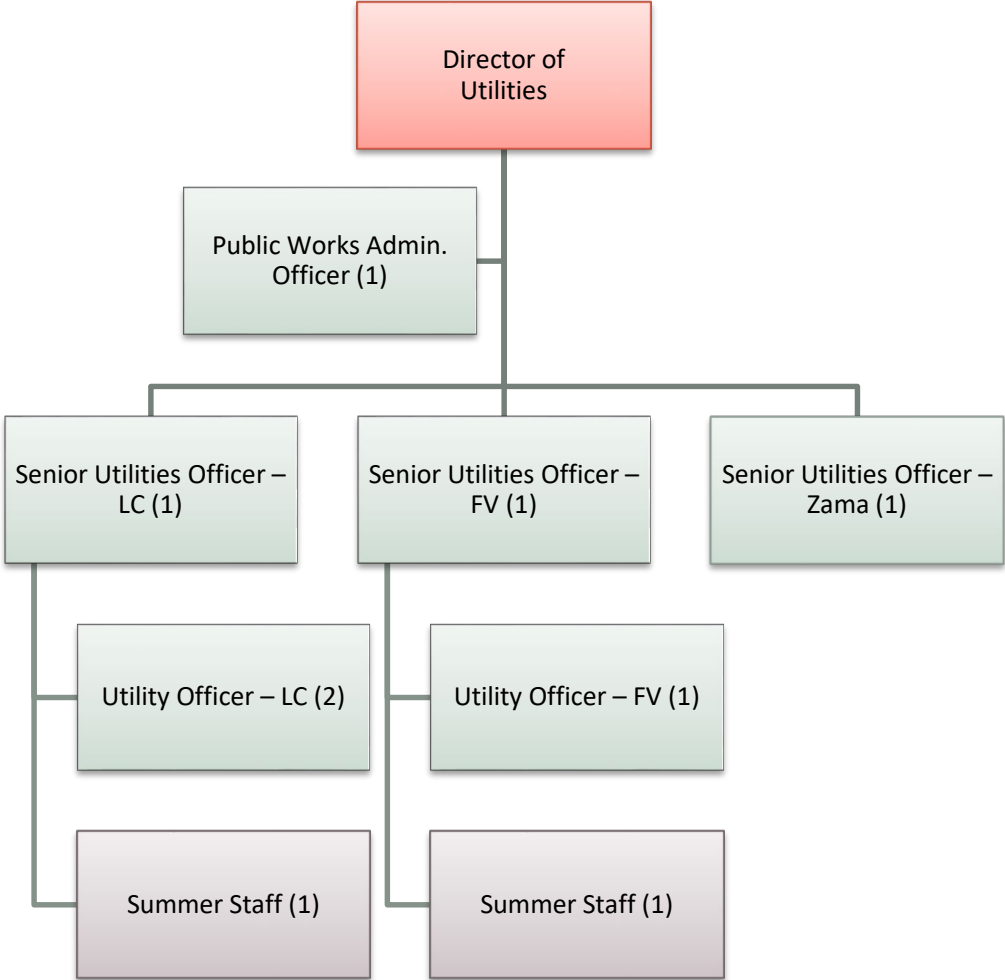 Director of
Utilities
Public Works Admin.
Officer (1)
Senior Utilities Officer –
LC (1)
Senior Utilities Officer –
FV (1)
Senior Utilities Officer –
Zama (1)
Utility Officer – LC (2)
Utility Officer – FV (1)
Summer Staff (1)
Summer Staff (1)